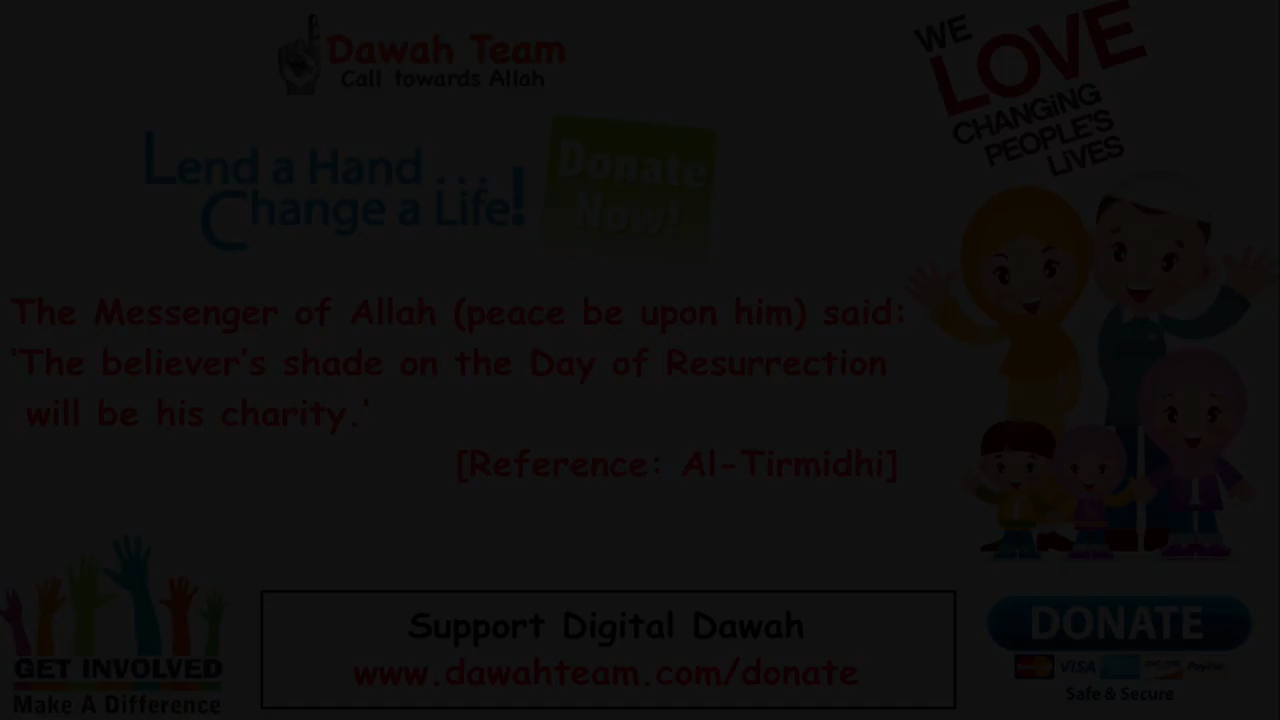 Dawah Team
Call towards Allah
WE
LOVE
CHANGiNG
PEOPLE'S
LIVES
Lend a Hand . . .
Change a Life!
Donate
Now!
The Messenger of Allah (peace be upon him) said:
'The believer's shade on the Day of Resurrection
will be his charity.'
[Reference: Al-Tirmidhi]
GET INVOLVED
Make A Difference
Support Digital Dawah
www.dawahteam.com/donate
DONATE
VISA PayPal
Safe & Secure